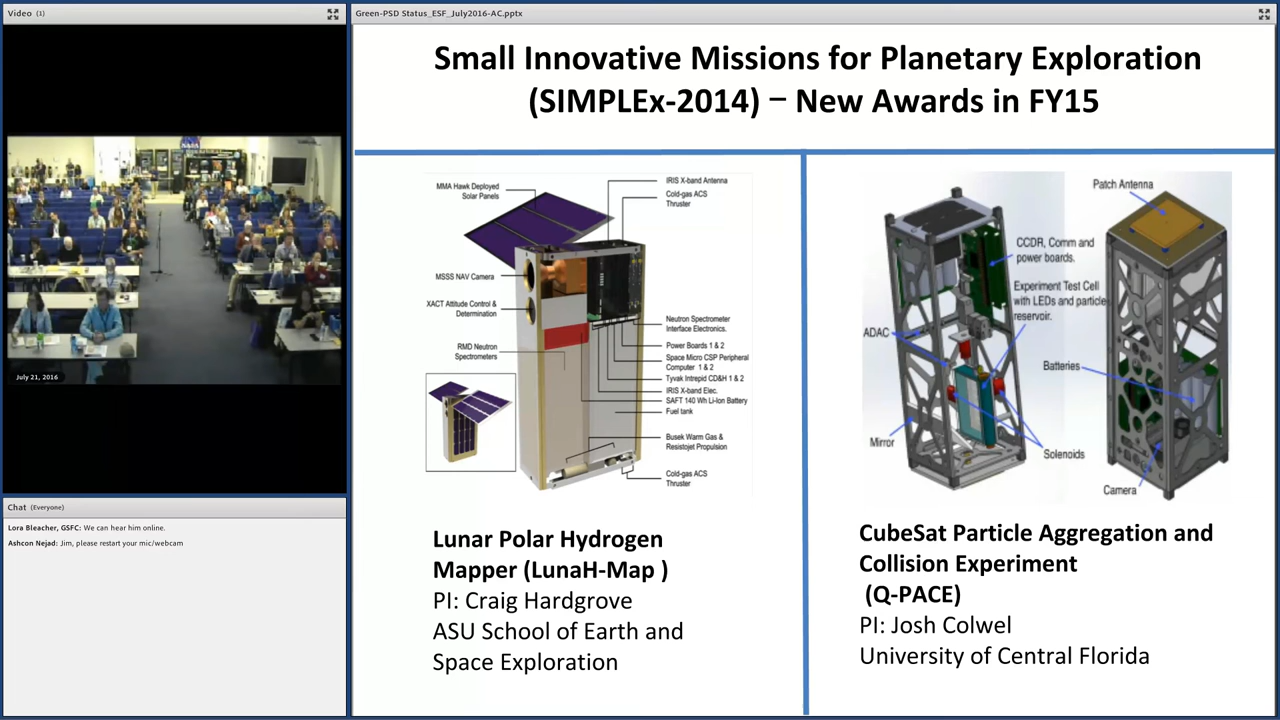 Video (1)
NASA
July 21, 2016
Chat (Everyone)
Lora Bleacher, GSFC: We can hear him online.
Ashcon Nejad: Jim, please restart your mic/webcam
Green-PSD Status_ESF_July2016-AC.pptx
Small Innovative Missions for Planetary Exploration
(SIMPLEx-2014) – New Awards in FY15
MMA Hawk Deployed
Solar Panels
MSSS NAV Camera
XACT Attitude Control &
Determination
RMD Neutron
Spectrometers
IRIS X-band Antenna
Cold-gas ACS
Thruster
Neutron Spectrometer
Interface Electronics.
Power Boards 1 & 2
Space Micro CSP Peripheral
Computer 1 & 2
Tyvak Intrepid CD&H 1 & 2
IRIS X-band Elec.
SAFT 140 Wh Li-Ion Battery
Fuel tank
Busek Warm Gas &
Resistojet Propulsion
Cold-gas ACS
Thruster
Lunar Polar Hydrogen
Mapper (LunaH-Map )
PI: Craig Hardgrove
ASU School of Earth and
Space Exploration
Patch Antenna
CCDR, Comm and
power boards.
Experiment Test Cell
with LEDs and particle
reservoir.
ADAC
Batteries
Mirror
Solenoids
Camera
CubeSat Particle Aggregation and
Collision Experiment
(Q-PACE)
PI: Josh Colwel
University of Central Florida